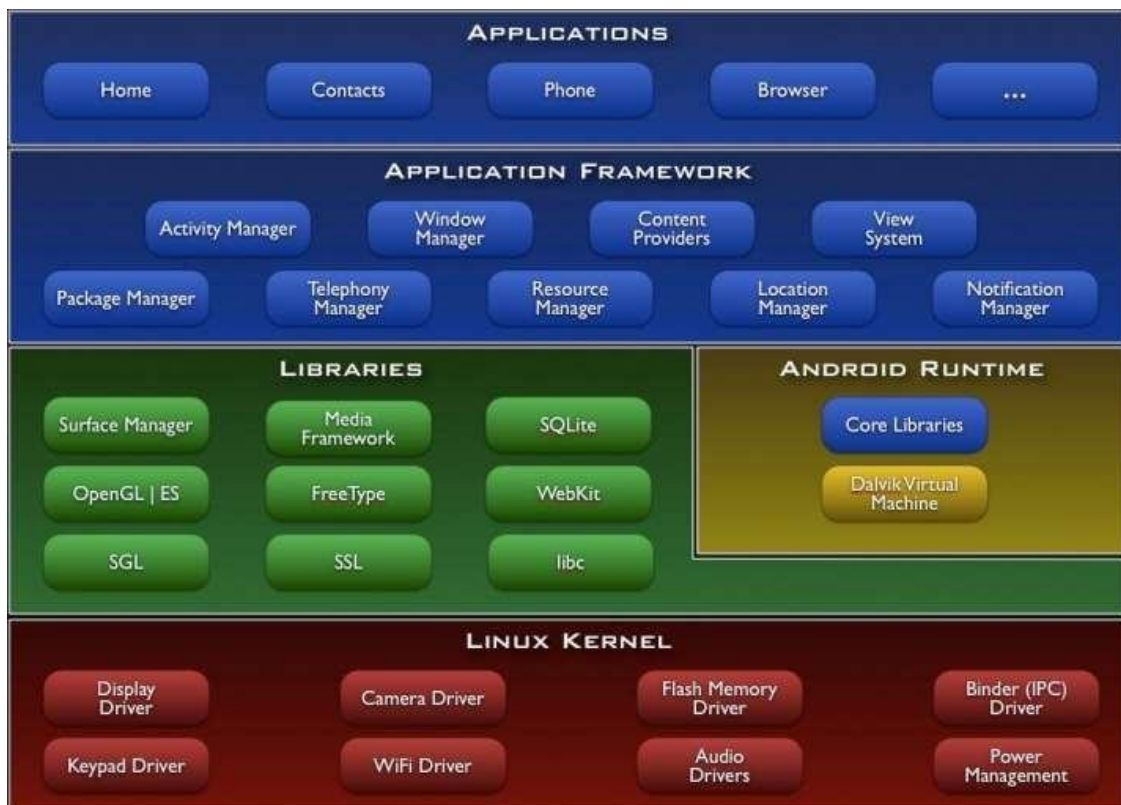 APPLICATIONS
Home
Contacts
Phone
Browser
...
APPLICATION FRAMEWORK
Activity Manager
Window
Manager
Content
Providers
View
System
Package Manager
Telephony
Manager
Resource
Manager
Location
Manager
Notification
Manager
LIBRARIES
Surface Manager
Media
Framework
SQLite
OpenGL | ES
FreeType
WebKit
SGL
SSL
libc
ANDROID RUNTIME
Core Libraries
Dalvik Virtual
Machine
LINUX KERNEL
Display
Driver
Camera Driver
Flash Memory
Driver
Binder (IPC)
Driver
Keypad Driver
WiFi Driver
Audio
Drivers
Power
Management